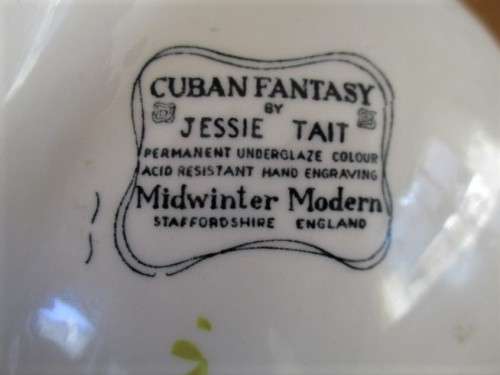 CUBAN FANTASY
BY
JESSIE TAIT
PERMANENT UNDERGLAZE COLOUR
ACID RESISTANT HAND ENGRAVING
Midwinter Modern
STAFFORDSHIRE ENGLAND